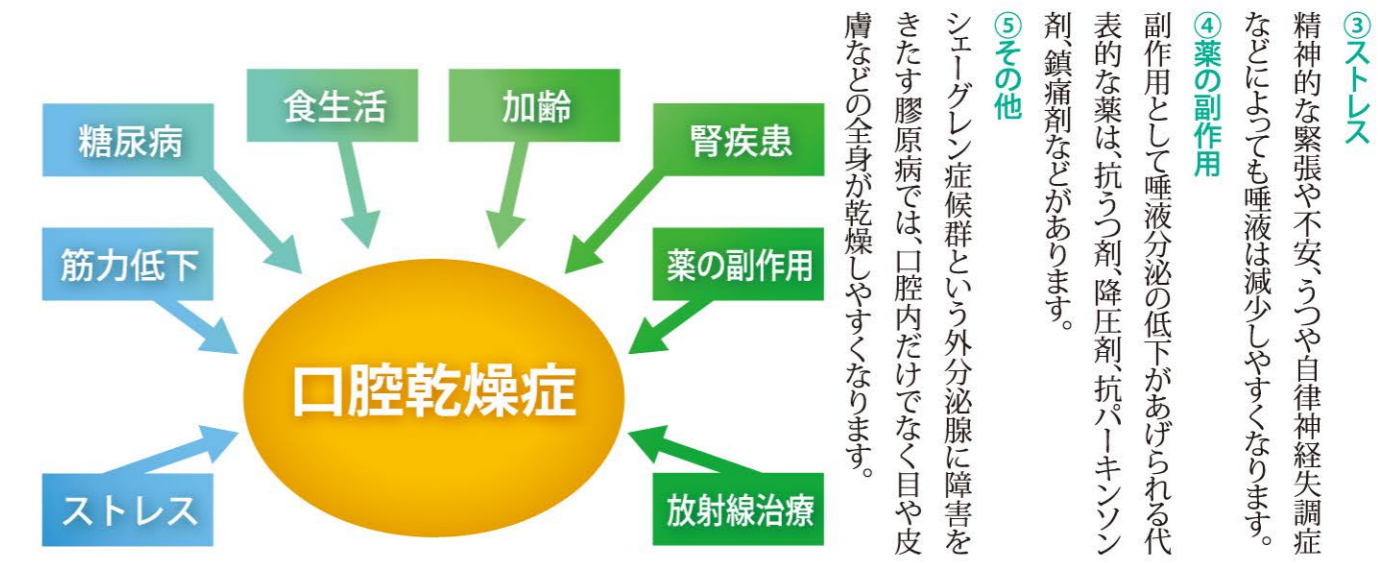 ③ストレス
精神的な緊張や不安、うつや自律神経失調症
などによっても唾液は減少しやすくなります。
④薬の副作用
副作用として唾液分泌の低下があげられる代
表的な薬は、抗うつ剤、降圧剤、抗パーキンソン
剤、鎮痛剤などがあります。
⑤その他
シェーグレン症候群という外分泌腺に障害を
きたす膠原病では、口腔内だけでなく目や皮
膚などの全身が乾燥しやすくなります。
食生活
加齢
糖尿病
腎疾患
筋力低下
薬の副作用
口腔乾燥症
ストレス
放射線治療